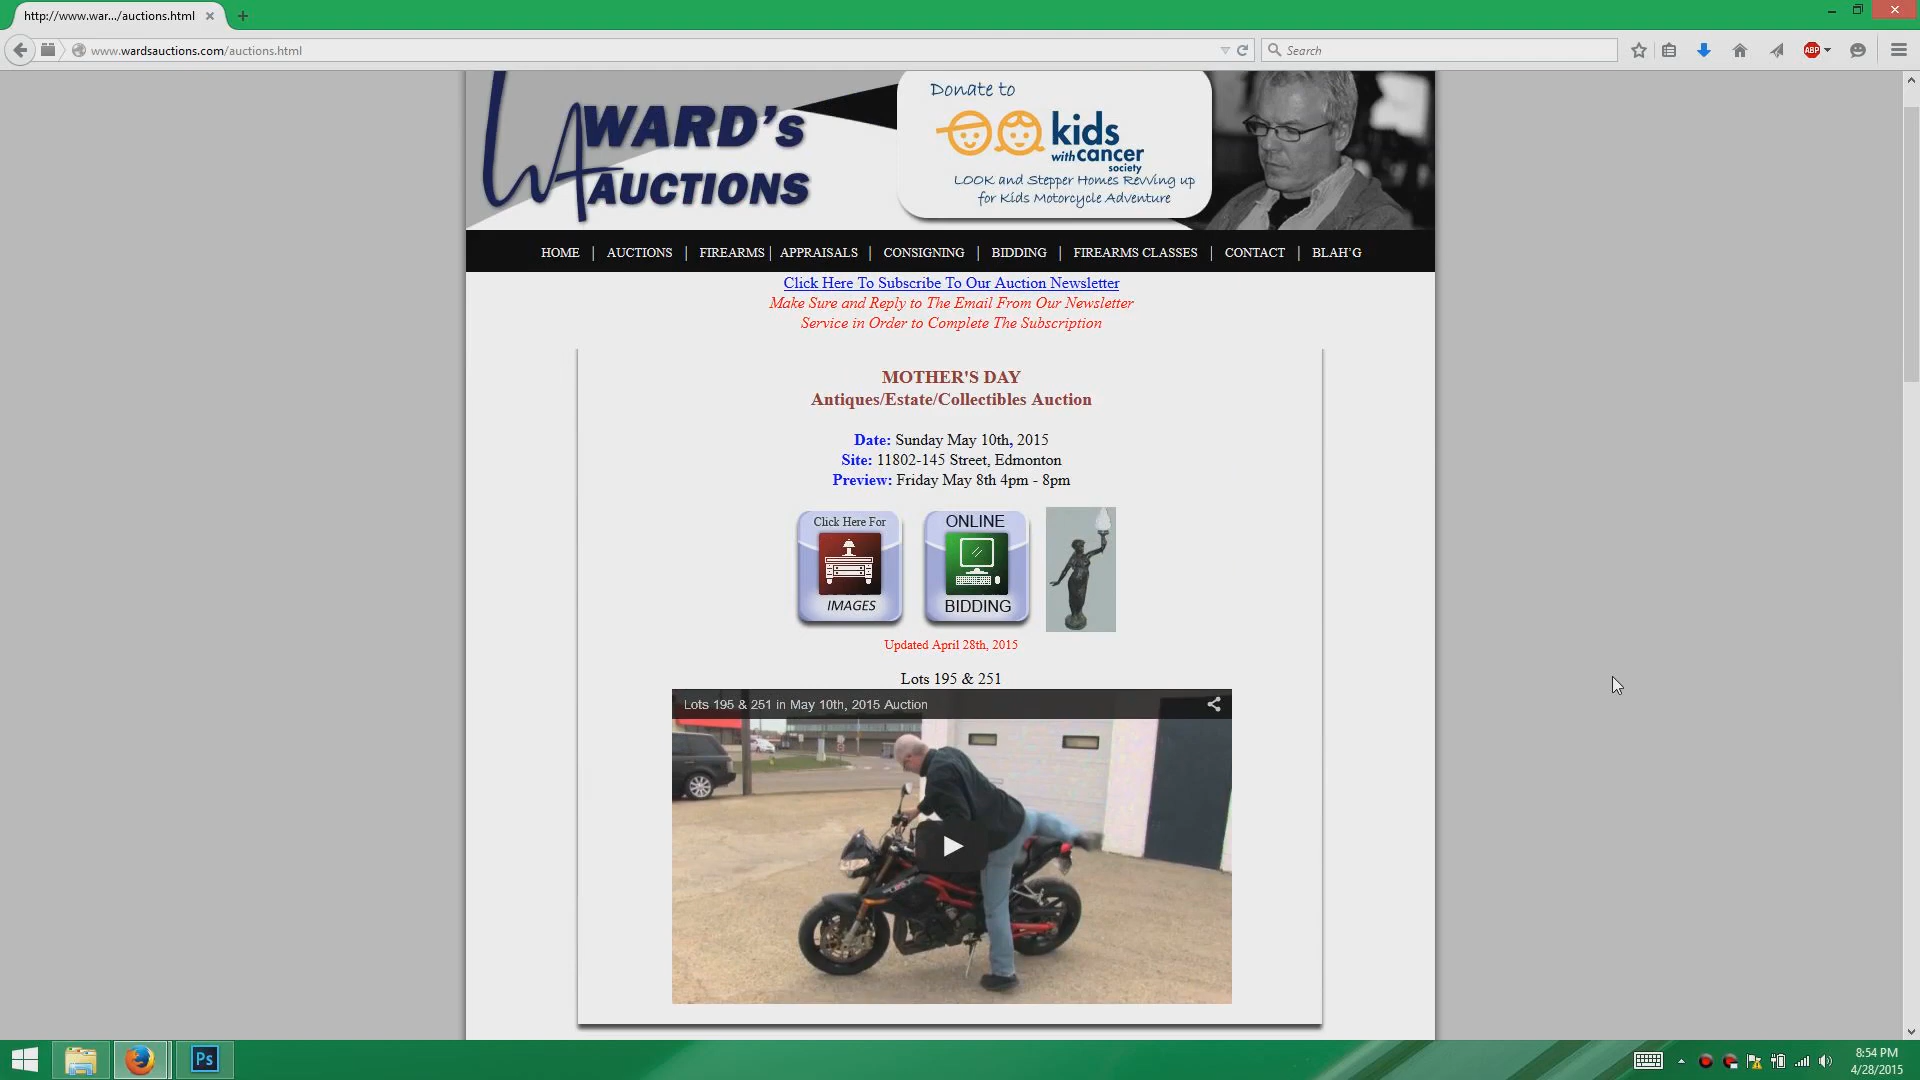 http://www.war.../auctions.html
www.wardsauctions.com/auctions.html
Search
ABP
Donate to
WARD's
AUCTIONS
kids
with cancer
society
LOOK and Stepper Homes Revving up
for Kids Motorcycle Adventure
HOME | AUCTIONS | FIREARMS | APPRAISALS | CONSIGNING | BIDDING | FIREARMS CLASSES | CONTACT | BLAH'G
Click Here To Subscribe To Our Auction Newsletter
Make Sure and Reply to The Email From Our Newsletter
Service in Order to Complete The Subscription
MOTHER'S DAY
Antiques/Estate/Collectibles Auction
Date: Sunday May 10th, 2015
Site: 11802-145 Street, Edmonton
Preview: Friday May 8th 4pm - 8pm
Click Here For
IMAGES
ONLINE
BIDDING
Updated April 28th, 2015
Lots 195 & 251
Lots 195 & 251 in May 10th, 2015 Auction
Ps
8:54 PM
4/28/2015